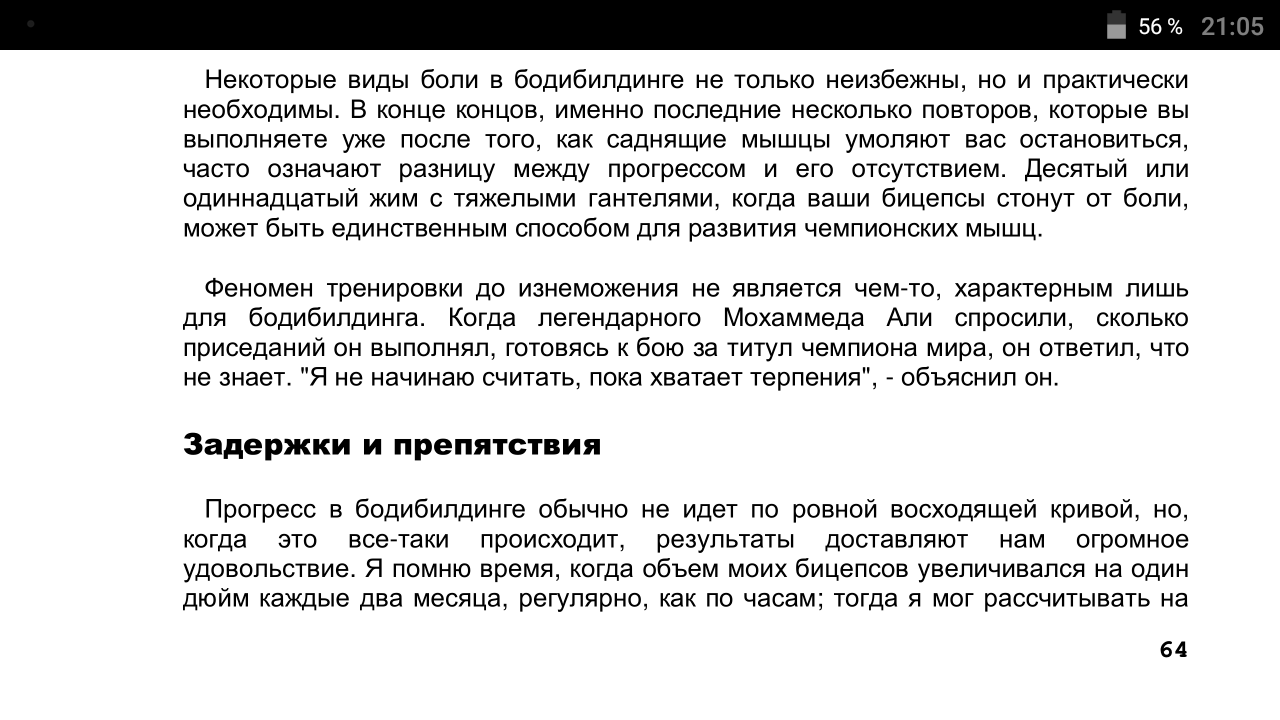 56 % 21:05
Некоторые виды боли в бодибилдинге не только неизбежны, но и практически
необходимы. В конце концов, именно последние несколько повторов, которые вы
выполняете уже после того, как саднящие мышцы умоляют вас остановиться,
часто означают разницу между прогрессом и его отсутствием. Десятый или
одиннадцатый жим с тяжелыми гантелями, когда ваши бицепсы стонут от боли,
может быть единственным способом для развития чемпионских мышц.
Феномен тренировки до изнеможения не является чем-то, характерным лишь
для бодибилдинга. Когда легендарного Мохаммеда Али спросили, сколько
приседаний он выполнял, готовясь к бою за титул чемпиона мира, он ответил, что
не знает. "Я не начинаю считать, пока хватает терпения", - объяснил он.
Задержки и препятствия
Прогресс в бодибилдинге обычно не идет по ровной восходящей кривой, но,
когда это все-таки происходит, результаты доставляют нам огромное
удовольствие. Я помню время, когда объем моих бицепсов увеличивался на один
дюйм каждые два месяца, регулярно, как по часам; тогда я мог рассчитывать на
64